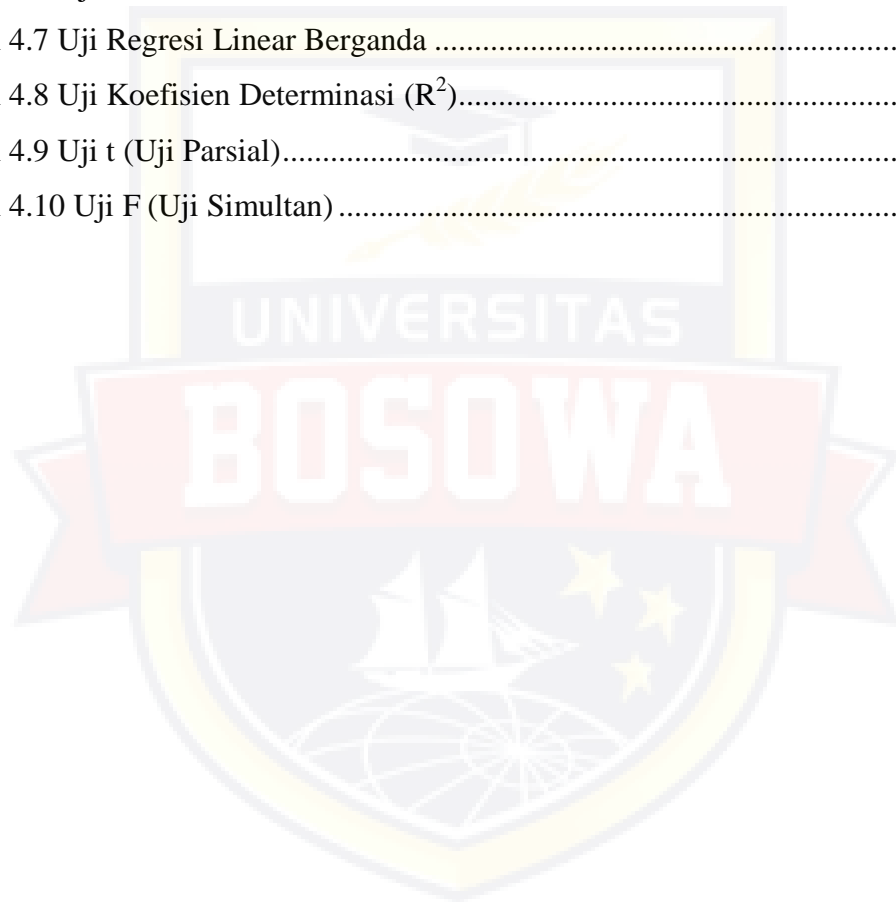 4.7 Uji Regresi Linear Berganda ...............................................................
4.8 Uji Koefisien Determinasi (R²)............................................................
4.9 Uji t (Uji Parsial)..................................................................................
4.10 Uji F (Uji Simultan) ...........................................................................
UNIVERSITAS
BOSOWA